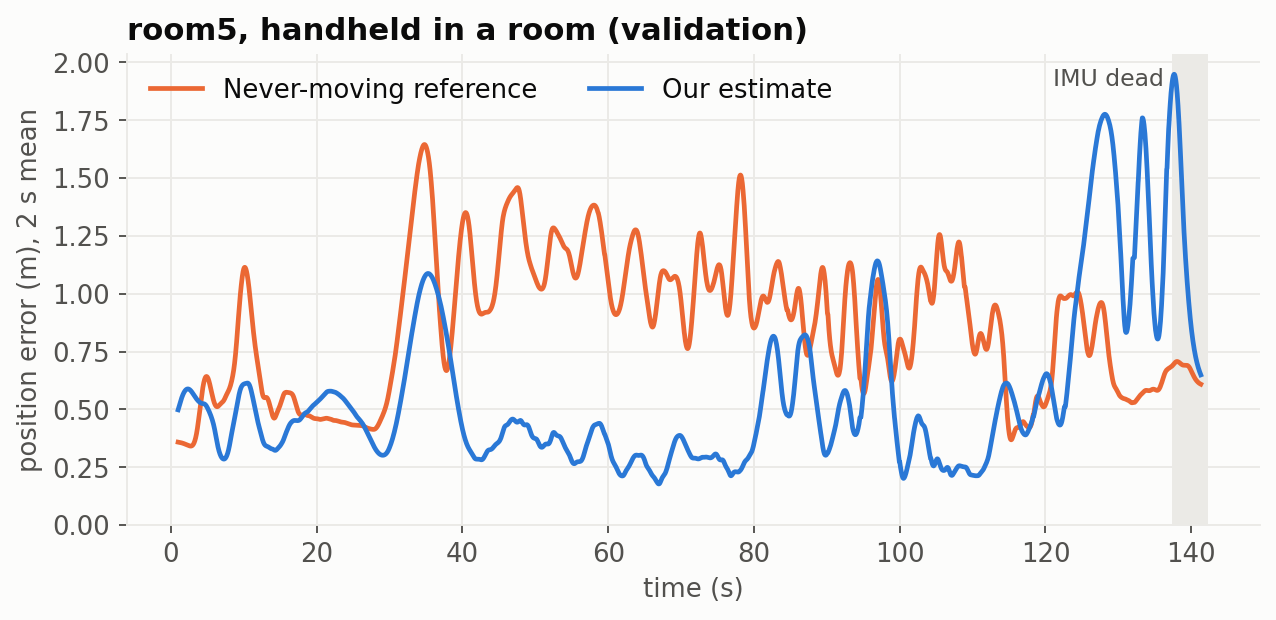 room5, handheld in a room (validation)
Never-moving reference
Our estimate
IMU dead
position error (m), 2 s mean
2.00
1.75
1.50
1.25
1.00
0.75
0.50
0.25
0.00
0 20 40 60 80 100 120 140
time (s)